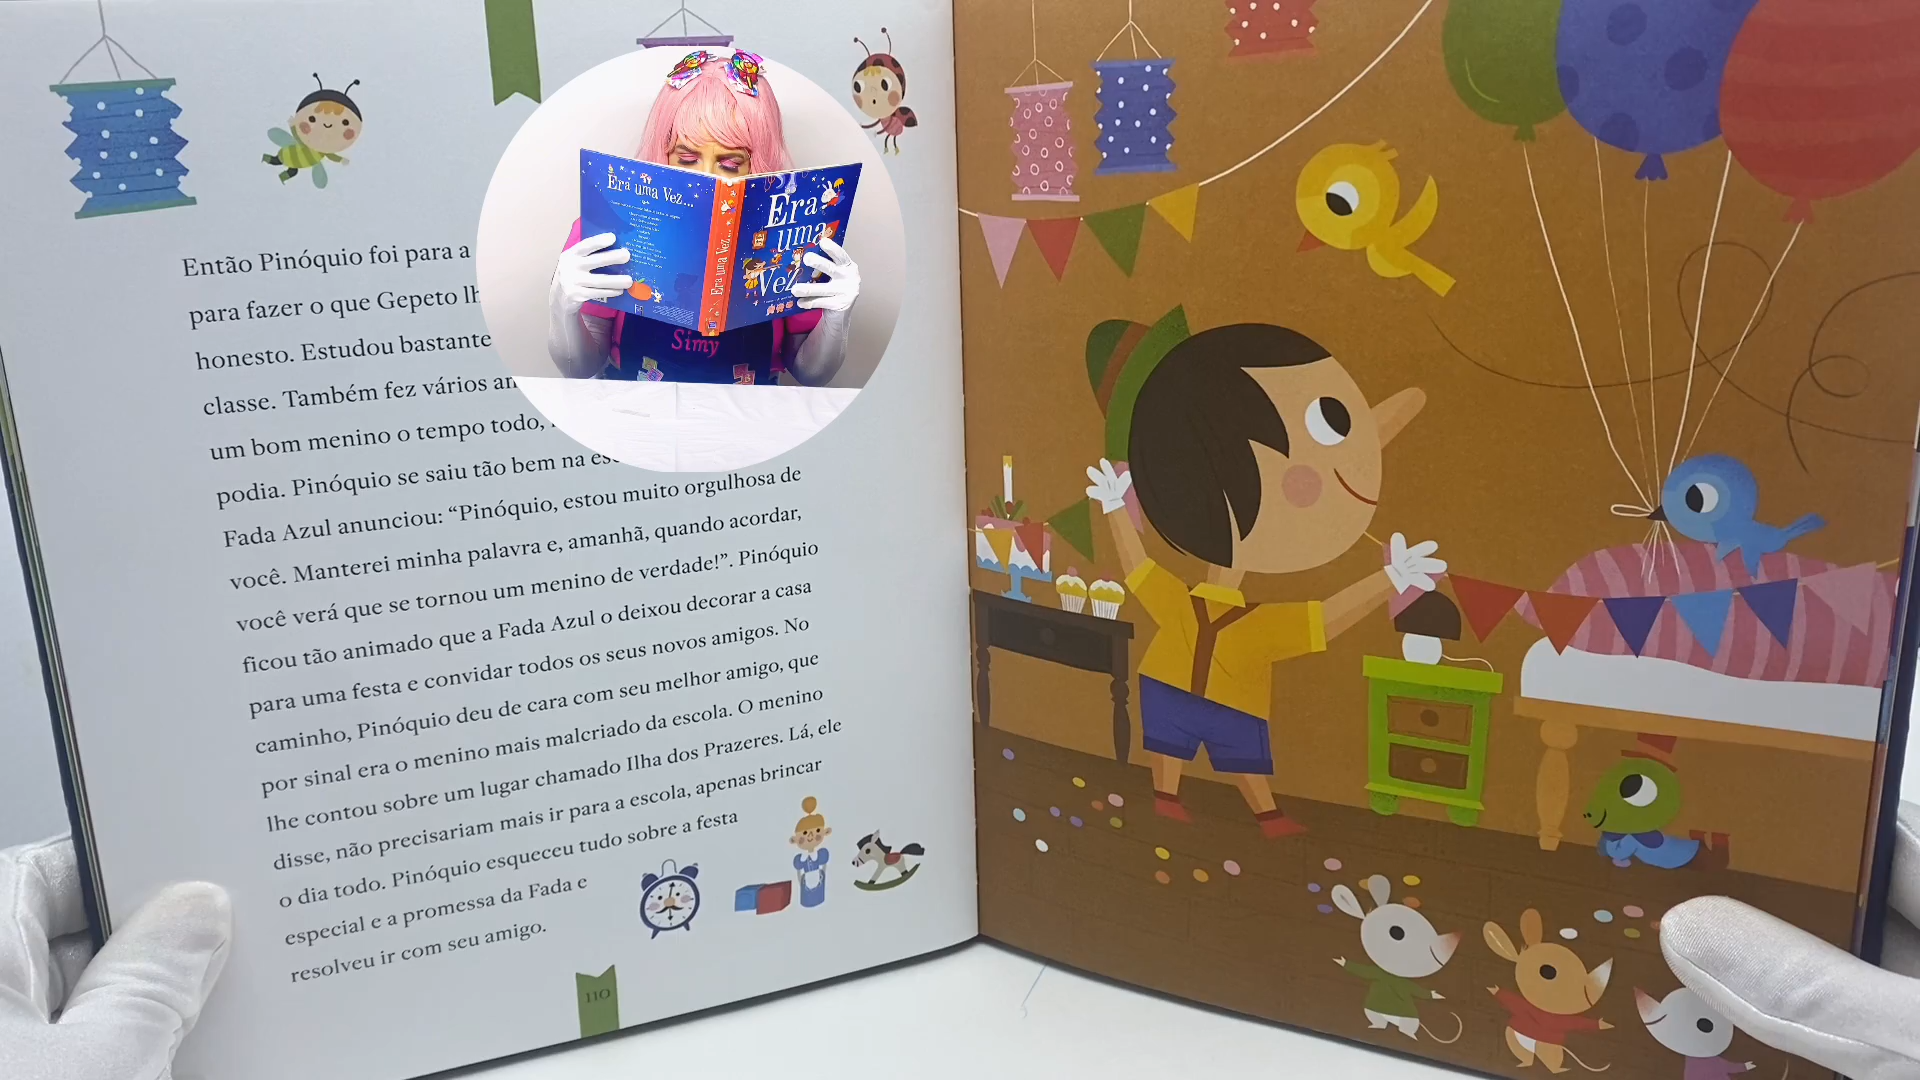 Então Pinóquio foi para a
para fazer o que Gepeto
honesto. Estudou bastante
classe. Também fez vários
um bom menino o tempo todo,
podia. Pinóquio se saiu tão bem na
Fada Azul anunciou: “Pinóquio, estou muito orgulhosa de
você. Manterei minha palavra e, amanhã, quando acordar,
você verá que se tornou um menino de verdade!”. Pinóquio
ficou tão animado que a Fada Azul o deixou decorar a casa
para uma festa e convidar todos os seus novos amigos. No
caminho, Pinóquio deu de cara com seu melhor amigo, que
por sinal era o menino mais malcriado da escola. O menino
lhe contou sobre um lugar chamado Ilha dos Prazeres. Lá, ele
disse, não precisariam mais ir para a escola, apenas brincar
o dia todo. Pinóquio esqueceu tudo sobre a festa
especial e a promessa da Fada e
resolveu ir com seu amigo.
110
Era uma Vez...
Era uma Vez...
Era
uma
Vez
Simy